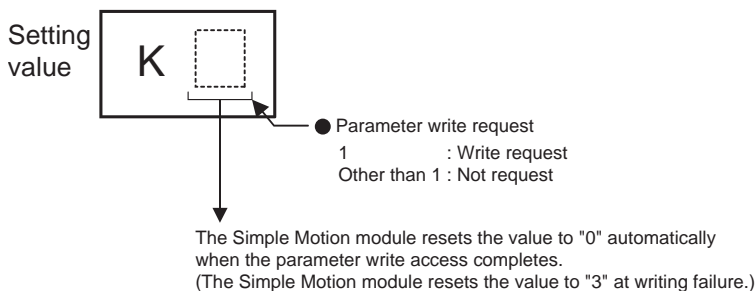 Setting
value
K
Parameter write request
1 : Write request
Other than 1 : Not request
The Simple Motion module resets the value to "0" automatically
when the parameter write access completes.
(The Simple Motion module resets the value to "3" at writing failure.)